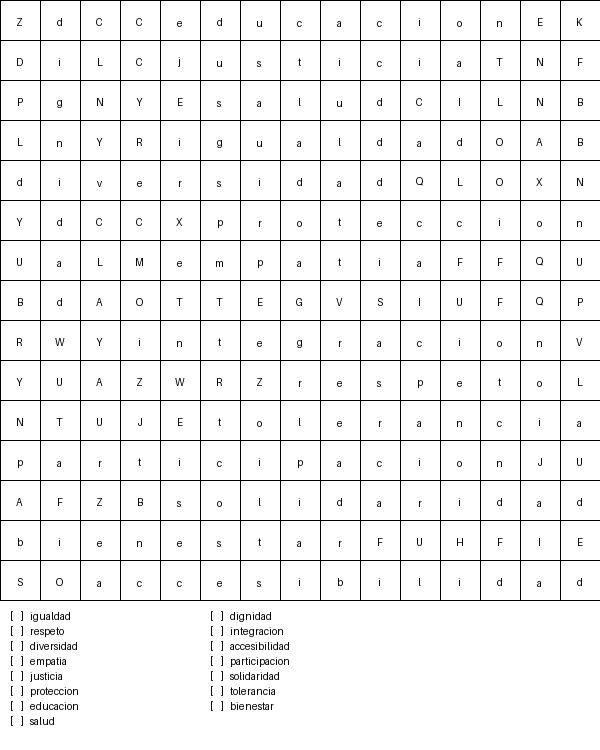 Z d C C e d u c a c i o n E K
D i L C j u s t i c i a T N F
P g N Y E s a l u d C I L N B
L n Y R i g u a l d a d O A B
d i v e r s i d a d Q L O X N
Y d C C X p r o t e c c i o n
U a L M e m p a t i a F F Q U
B d A O T T E G V S I U F Q P
R W Y i n t e g r a c i o n V
Y U A Z W R Z r e s p e t o L
N T U J E t o l e r a n c i a
p a r t i c i p a c i o n J U
A F Z B s o l i d a r i d a d
b i e n e s t a r F U H F I E
S O a c c e s i b i l i d a d
[ ] igualdad
[ ] respeto
[ ] diversidad
[ ] empatia
[ ] justicia
[ ] proteccion
[ ] educacion
[ ] salud
[ ] dignidad
[ ] integracion
[ ] accesibilidad
[ ] participacion
[ ] solidaridad
[ ] tolerancia
[ ] bienestar